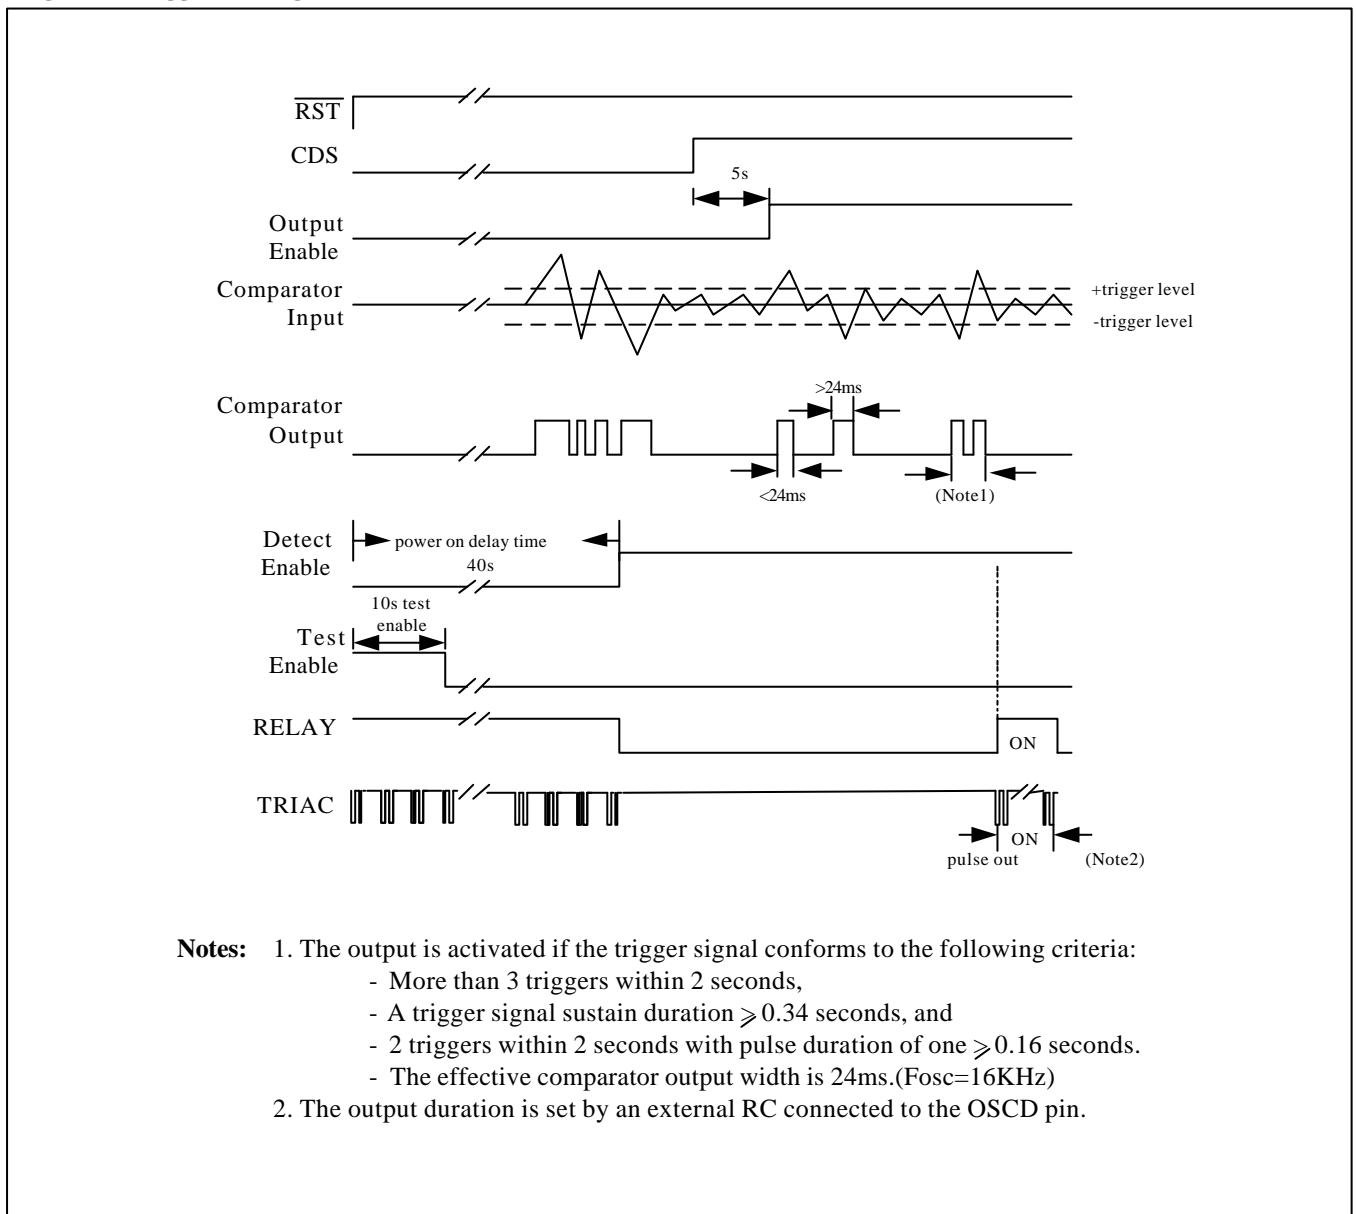 RST
CDS
5s
Output
Enable
Comparator
Input
+trigger level
-trigger level
>24ms
Comparator
Output
<24ms
(Note1)
Detect
Enable
power on delay time
40s
10s test
enable
Test
Enable
RELAY
ON
TRIAC
ON
pulse out
(Note2)
Notes: 1. The output is activated if the trigger signal conforms to the following criteria:
- More than 3 triggers within 2 seconds,
- A trigger signal sustain duration ⩾ 0.34 seconds, and
- 2 triggers within 2 seconds with pulse duration of one ⩾ 0.16 seconds.
- The effective comparator output width is 24ms.(Fosc=16KHz)
2. The output duration is set by an external RC connected to the OSCD pin.